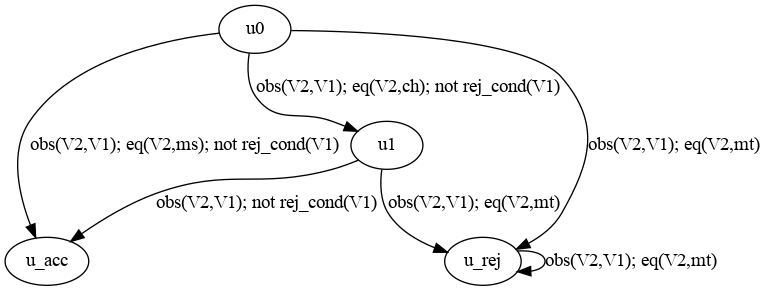 u0
obs(V2,V1); eq(V2,ch); not rej_cond(V1)
obs(V2,V1); eq(V2,ms); not rej_cond(V1)
u1
obs(V2,V1); eq(V2,mt)
obs(V2,V1); not rej_cond(V1)
obs(V2,V1); eq(V2,mt)
u_acc
u_rej
obs(V2,V1); eq(V2,mt)